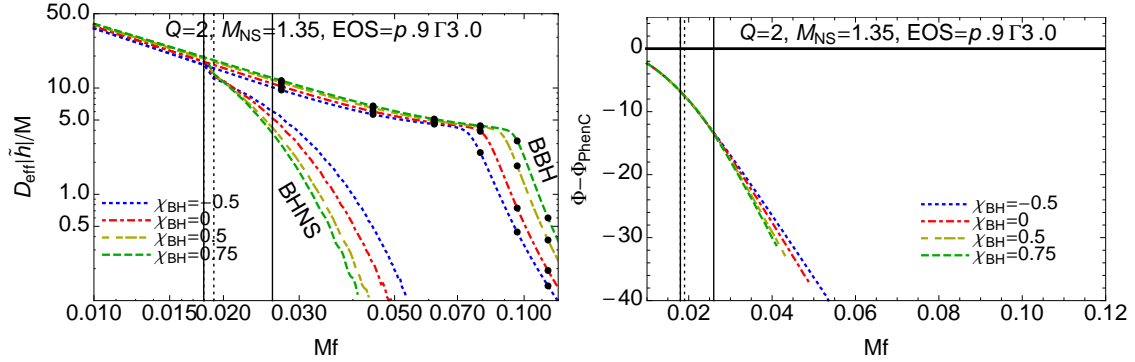 Q=2, M_NS=1.35, EOS=p.9Γ3.0
D_eff|h̃|/M
50.0
10.0
5.0
1.0
0.5
BHNS
BBH
χ_BH=−0.5
χ_BH=0
χ_BH=0.5
χ_BH=0.75
0.010
0.015
0.020
0.030
0.050
0.070
0.100
Mf
Q=2, M_NS=1.35, EOS=p.9Γ3.0
Φ−Φ_PhenC
0
−10
−20
−30
−40
χ_BH=−0.5
χ_BH=0
χ_BH=0.5
χ_BH=0.75
0.02
0.04
0.06
0.08
0.10
0.12
Mf